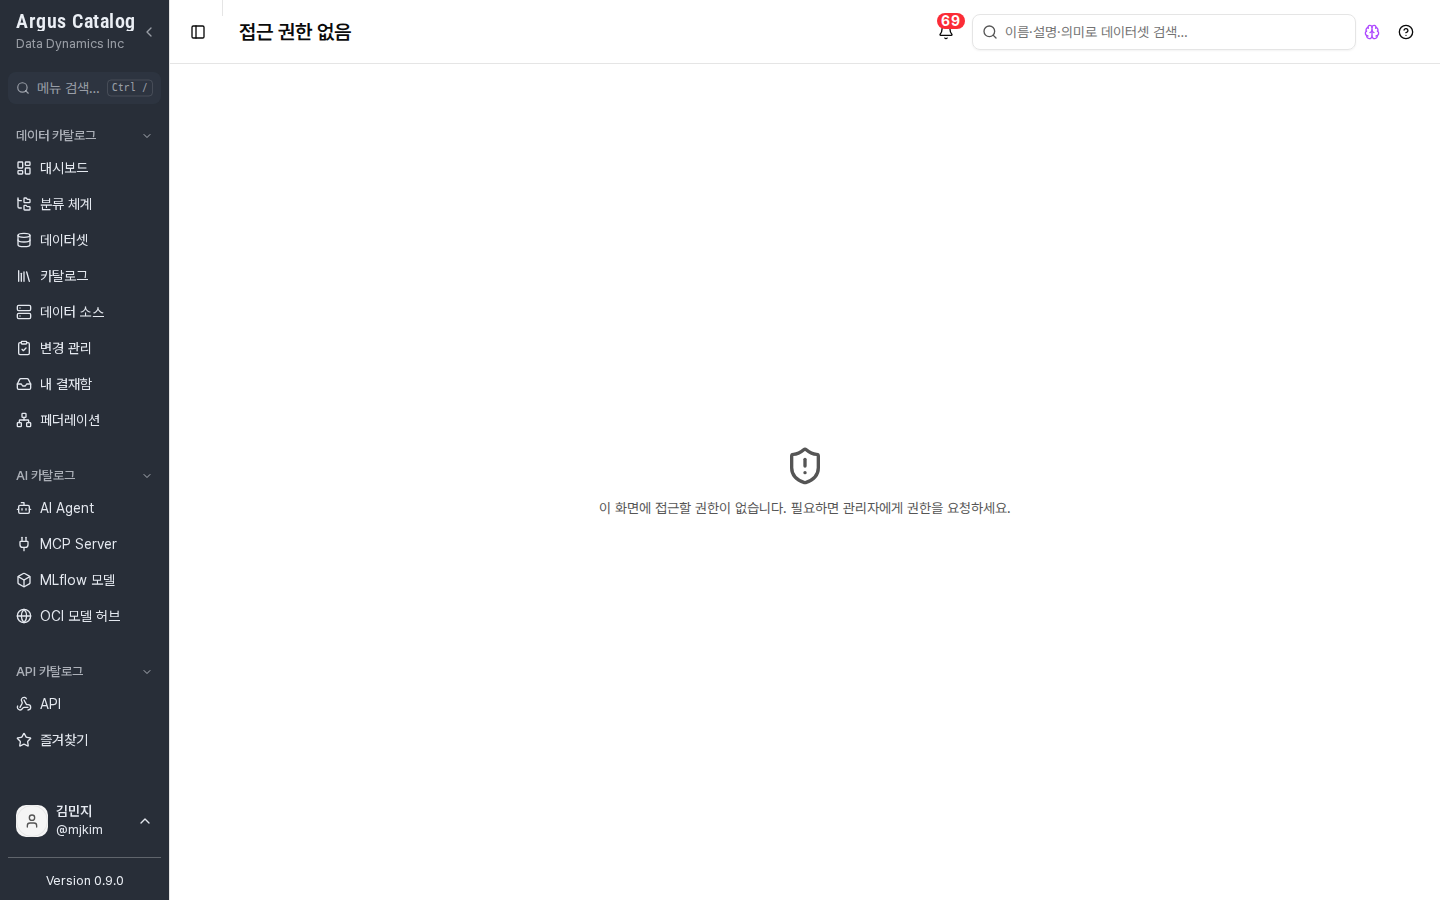 Argus Catalog
Data Dynamics Inc
메뉴 검색... Ctrl /
데이터 카탈로그
대시보드
분류 체계
데이터셋
카탈로그
데이터 소스
변경 관리
내 결재함
페더레이션
AI 카탈로그
AI Agent
MCP Server
MLflow 모델
OCI 모델 허브
API 카탈로그
API
즐겨찾기
김민지
@mjkim
Version 0.9.0
접근 권한 없음
69
이름·설명·의미로 데이터셋 검색...
이 화면에 접근할 권한이 없습니다. 필요하면 관리자에게 권한을 요청하세요.